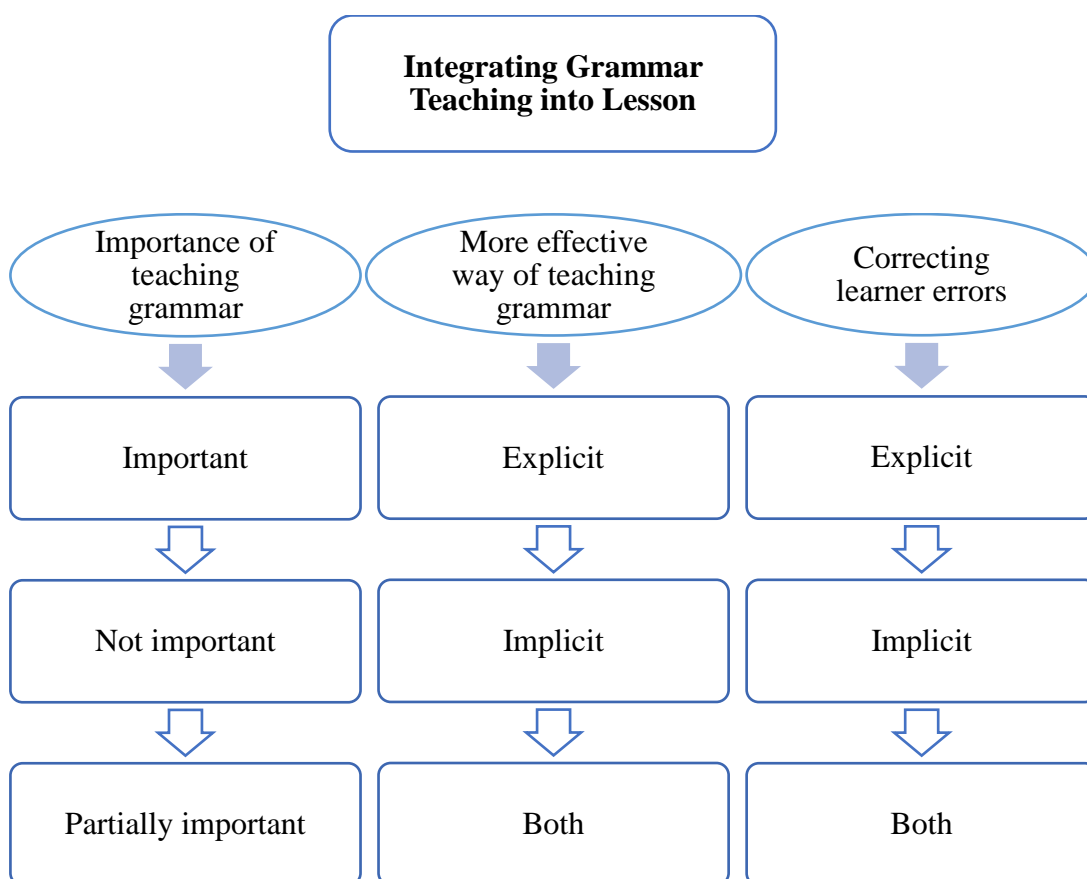 Integrating Grammar
Teaching into Lesson
Importance of
teaching
grammar
More effective
way of teaching
grammar
Correcting
learner errors
Important
Explicit
Explicit
Not important
Implicit
Implicit
Partially important
Both
Both